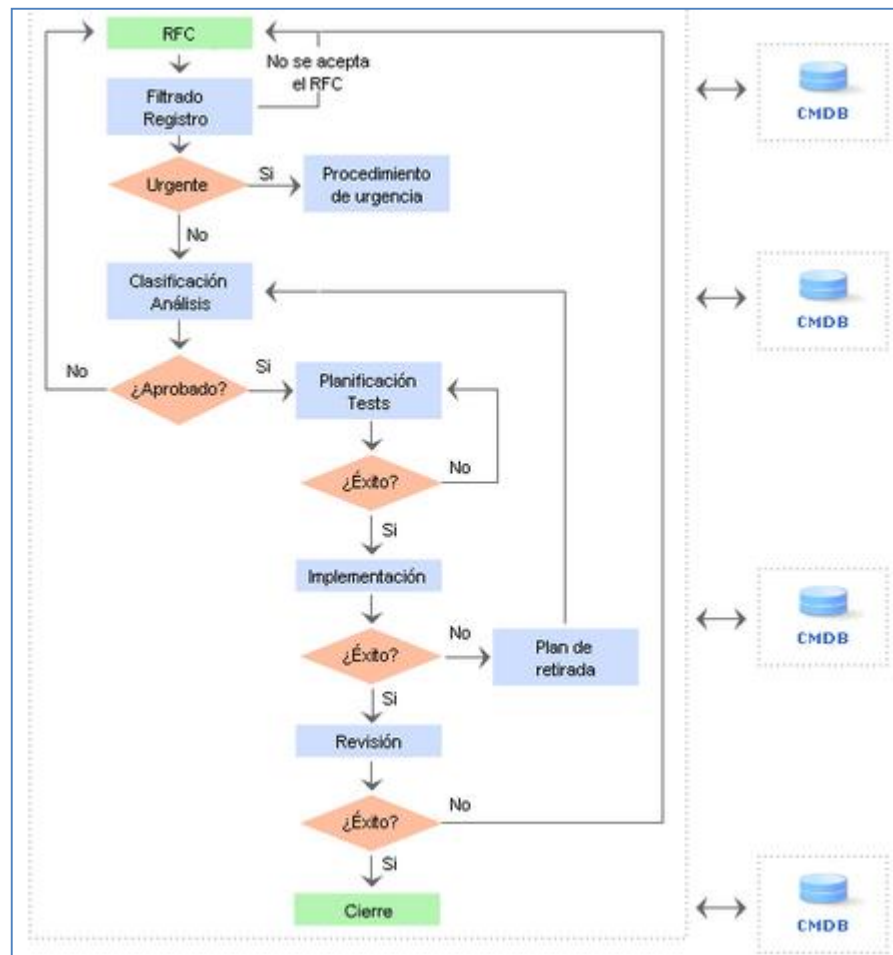 RFC
No se acepta
el RFC
CMDB
Filtrado
Registro
Urgente
Si
Procedimiento
de urgencia
No
Clasificación
Análisis
CMDB
No
¿Aprobado?
Si
Planificación
Tests
¿Éxito?
No
Si
Implementación
CMDB
¿Éxito?
No
Plan de
retirada
Si
Revisión
¿Éxito?
No
Si
Cierre
CMDB